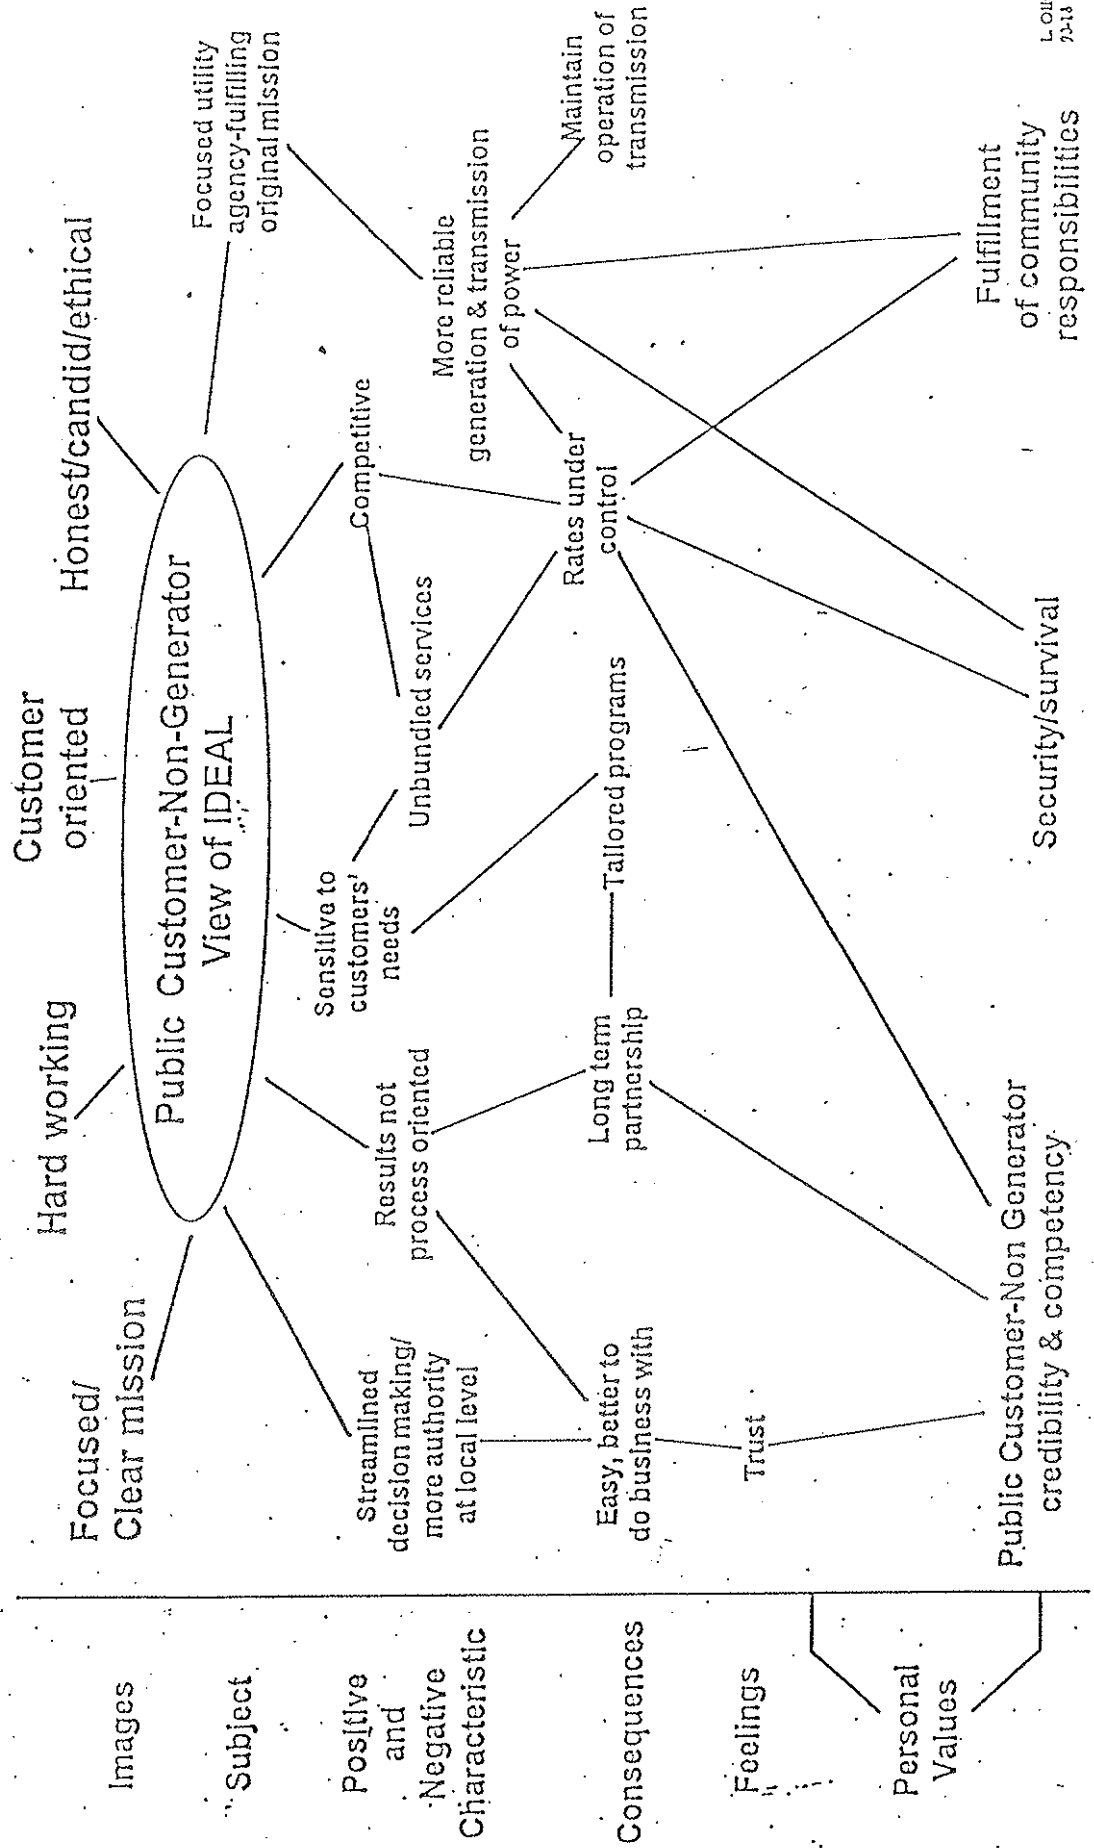 Images
Subject
Positive
and
Negative
Characteristic
Consequences
Feelings
Personal
Values
Focused/
Clear mission
Hard working
Customer
oriented
Honest/candid/ethical
Public Customer-Non-Generator
View of IDEAL
Focused utility
agency-fulfilling
original mission
Streamlined
decision making/
more authority
at local level
Results not
process oriented
Sensitive to
customers'
needs
Unbundled services
Competitive
More reliable
generation & transmission
of power
Easy, better to
do business with
Long term
partnership
Tailored programs
Rates under
control
Maintain
operation of
transmission
Trust
Public Customer-Non Generator
credibility & competency
Security/survival
Fulfillment
of community
responsibilities